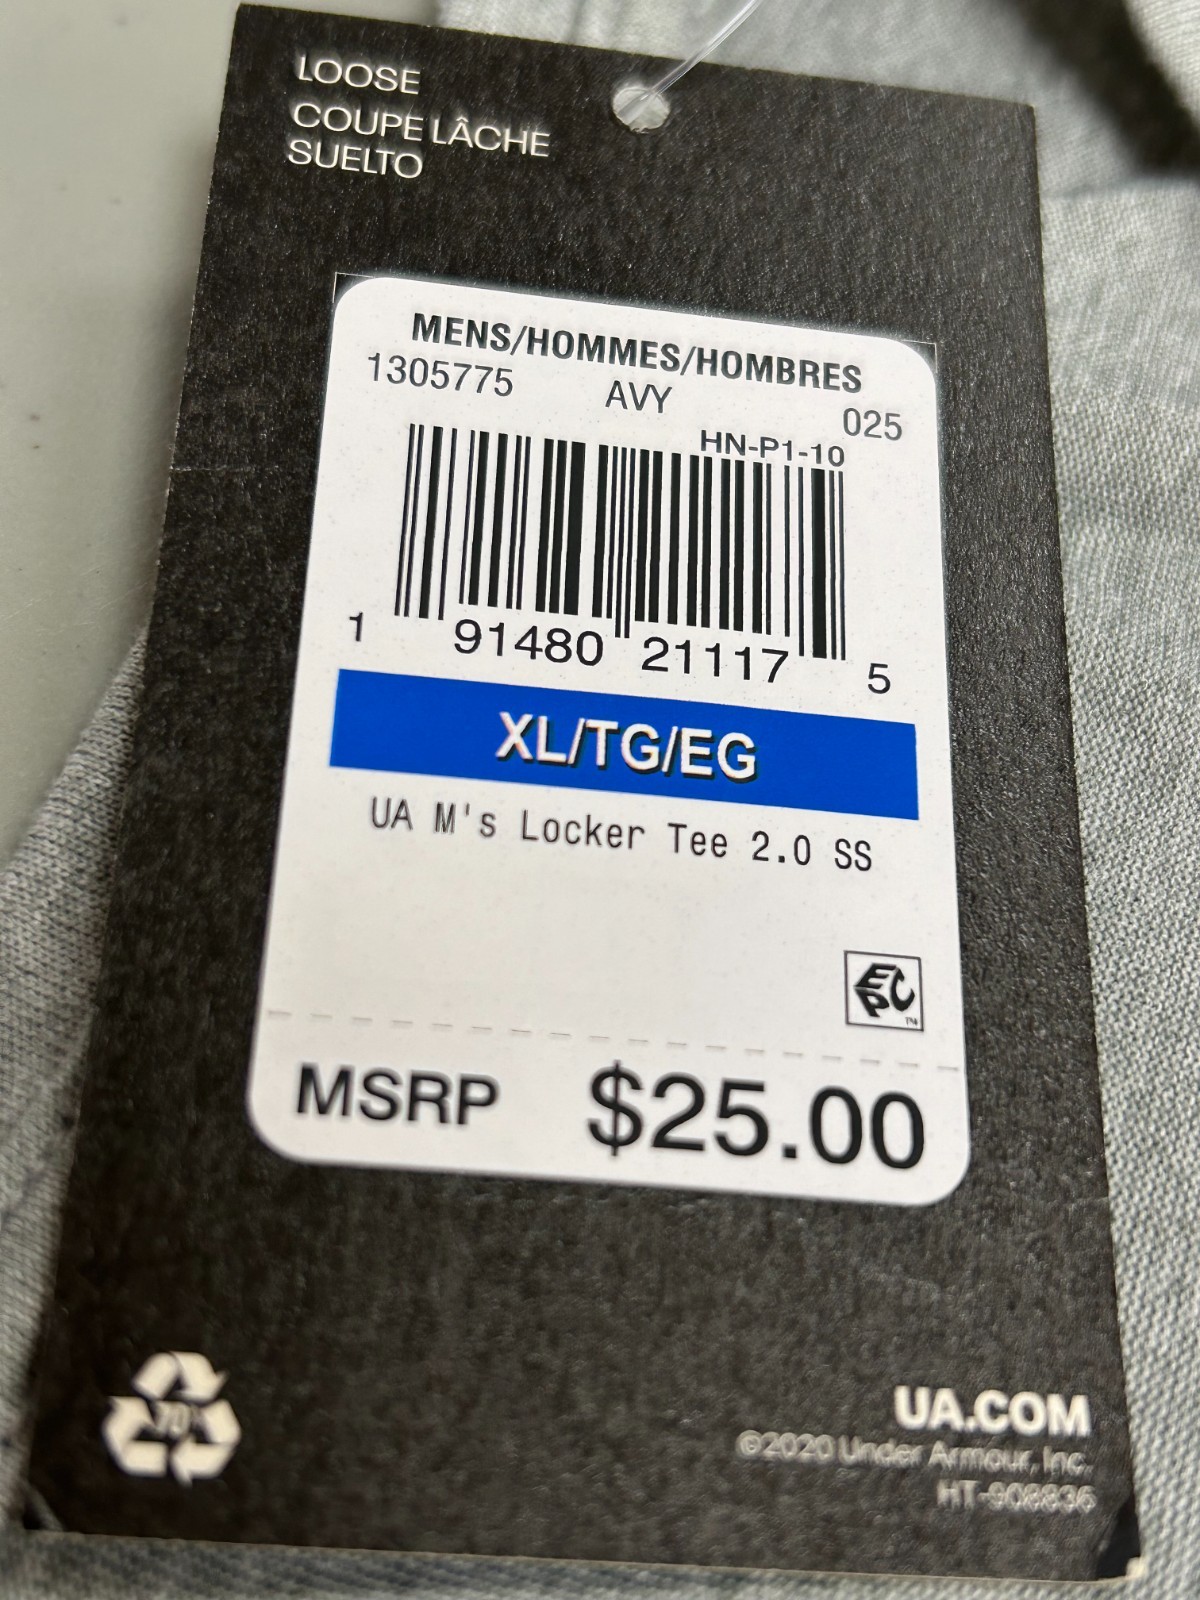 LOOSE
COUPE LÂCHE
SUELTO
MENS/HOMMES/HOMBRES
1305775 AVY 025
HN-P1-10
1 91480 21117 5
XL/TG/EG
UA M's Locker Tee 2.0 SS
EPC
TM
MSRP $25.00
70%
UA.COM
©2020 Under Armour, Inc.
HT-908836